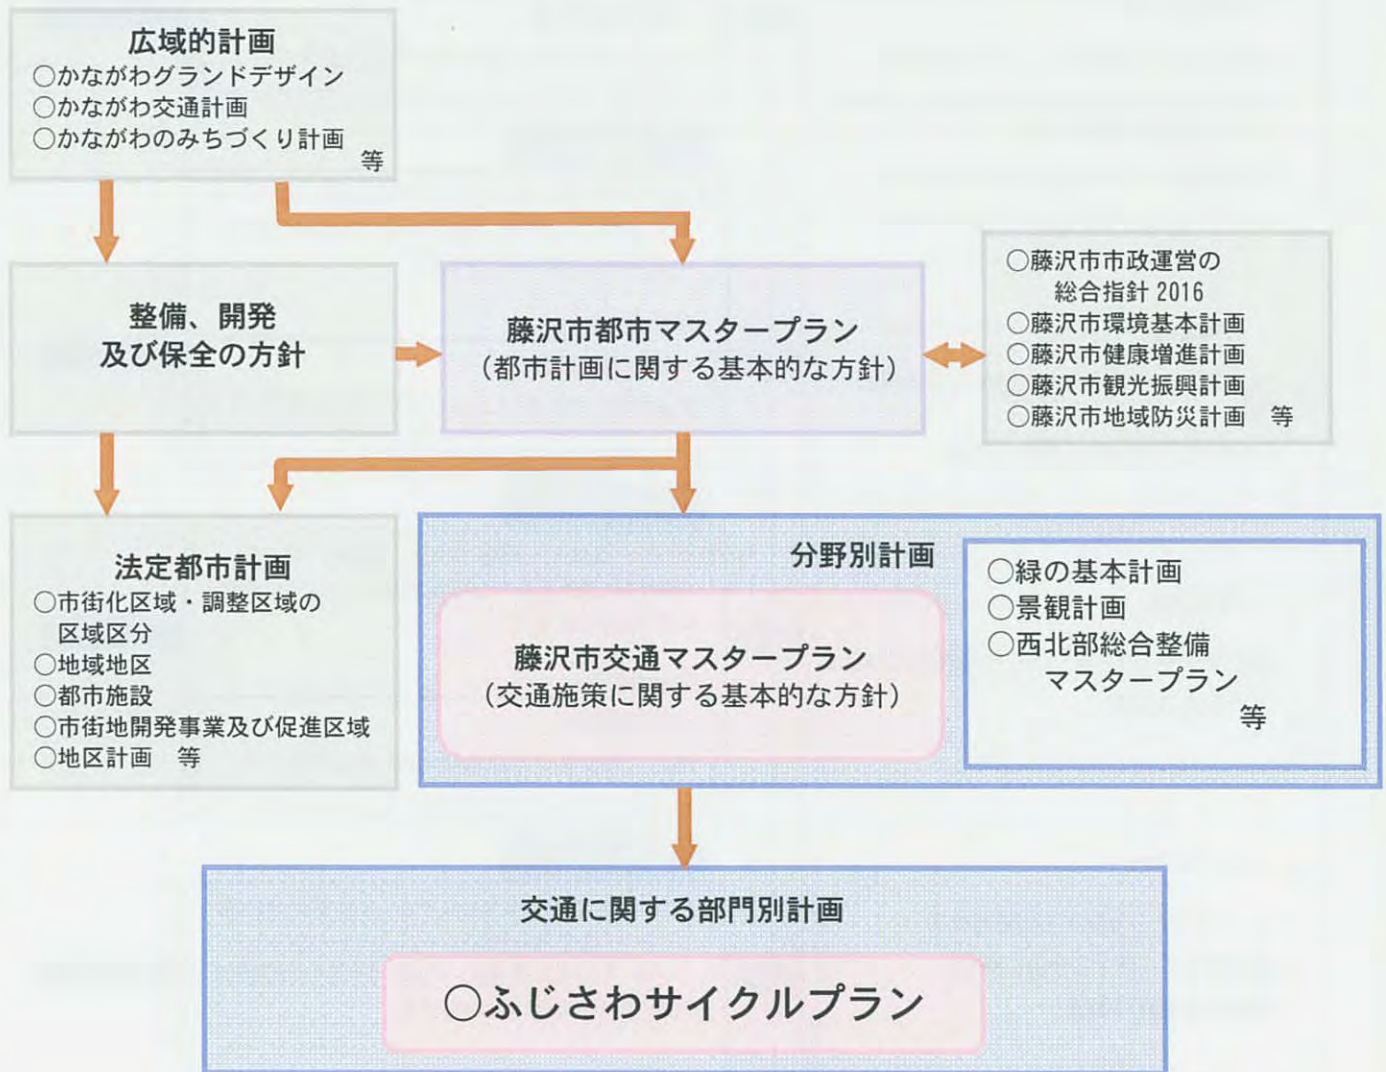 広域的計画
○かながわグランドデザイン
○かながわ交通計画
○かながわのみちづくり計画
等
整備、開発
及び保全の方針
藤沢市都市マスタープラン
（都市計画に関する基本的な方針）
○藤沢市市政運営の
総合指針 2016
○藤沢市環境基本計画
○藤沢市健康増進計画
○藤沢市観光振興計画
○藤沢市地域防災計画　等
法定都市計画
○市街化区域・調整区域の
区域区分
○地域地区
○都市施設
○市街地開発事業及び促進区域
○地区計画　等
分野別計画
藤沢市交通マスタープラン
（交通施策に関する基本的な方針）
○緑の基本計画
○景観計画
○西北部総合整備
マスタープラン
等
交通に関する部門別計画
○ふじさわサイクルプラン